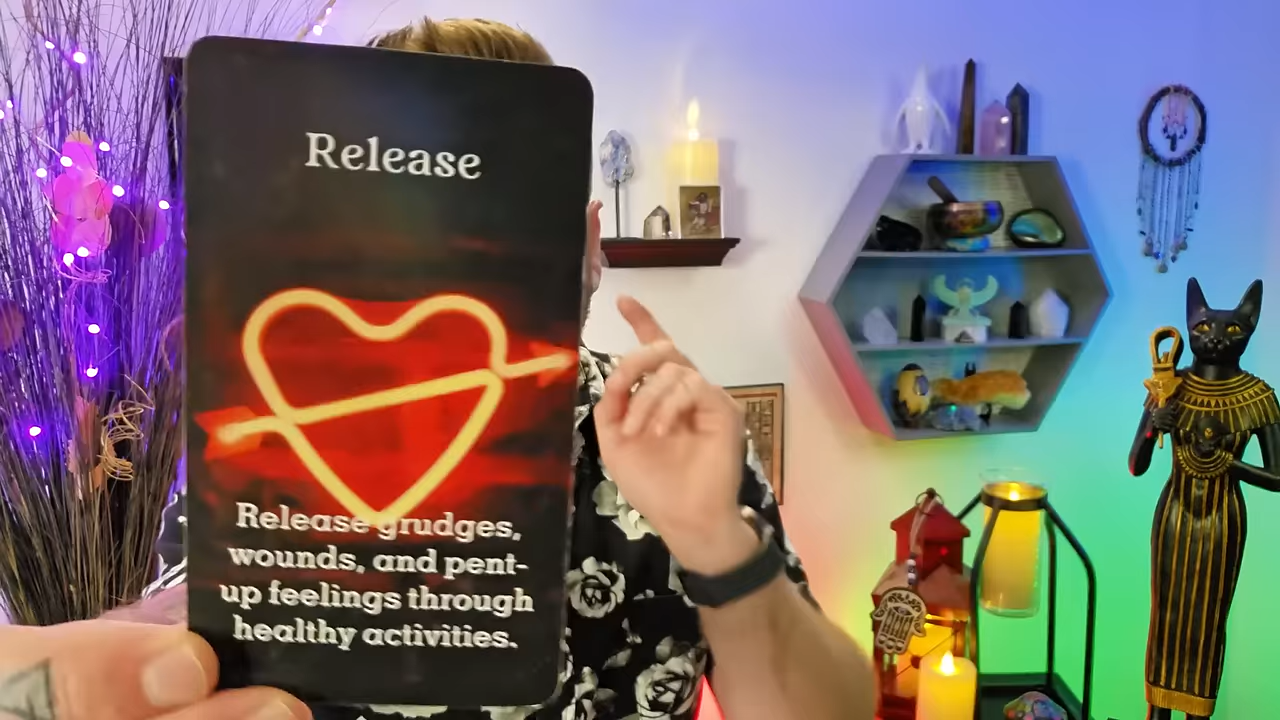 Release
Release grudges,
wounds, and pent-
up feelings through
healthy activities.